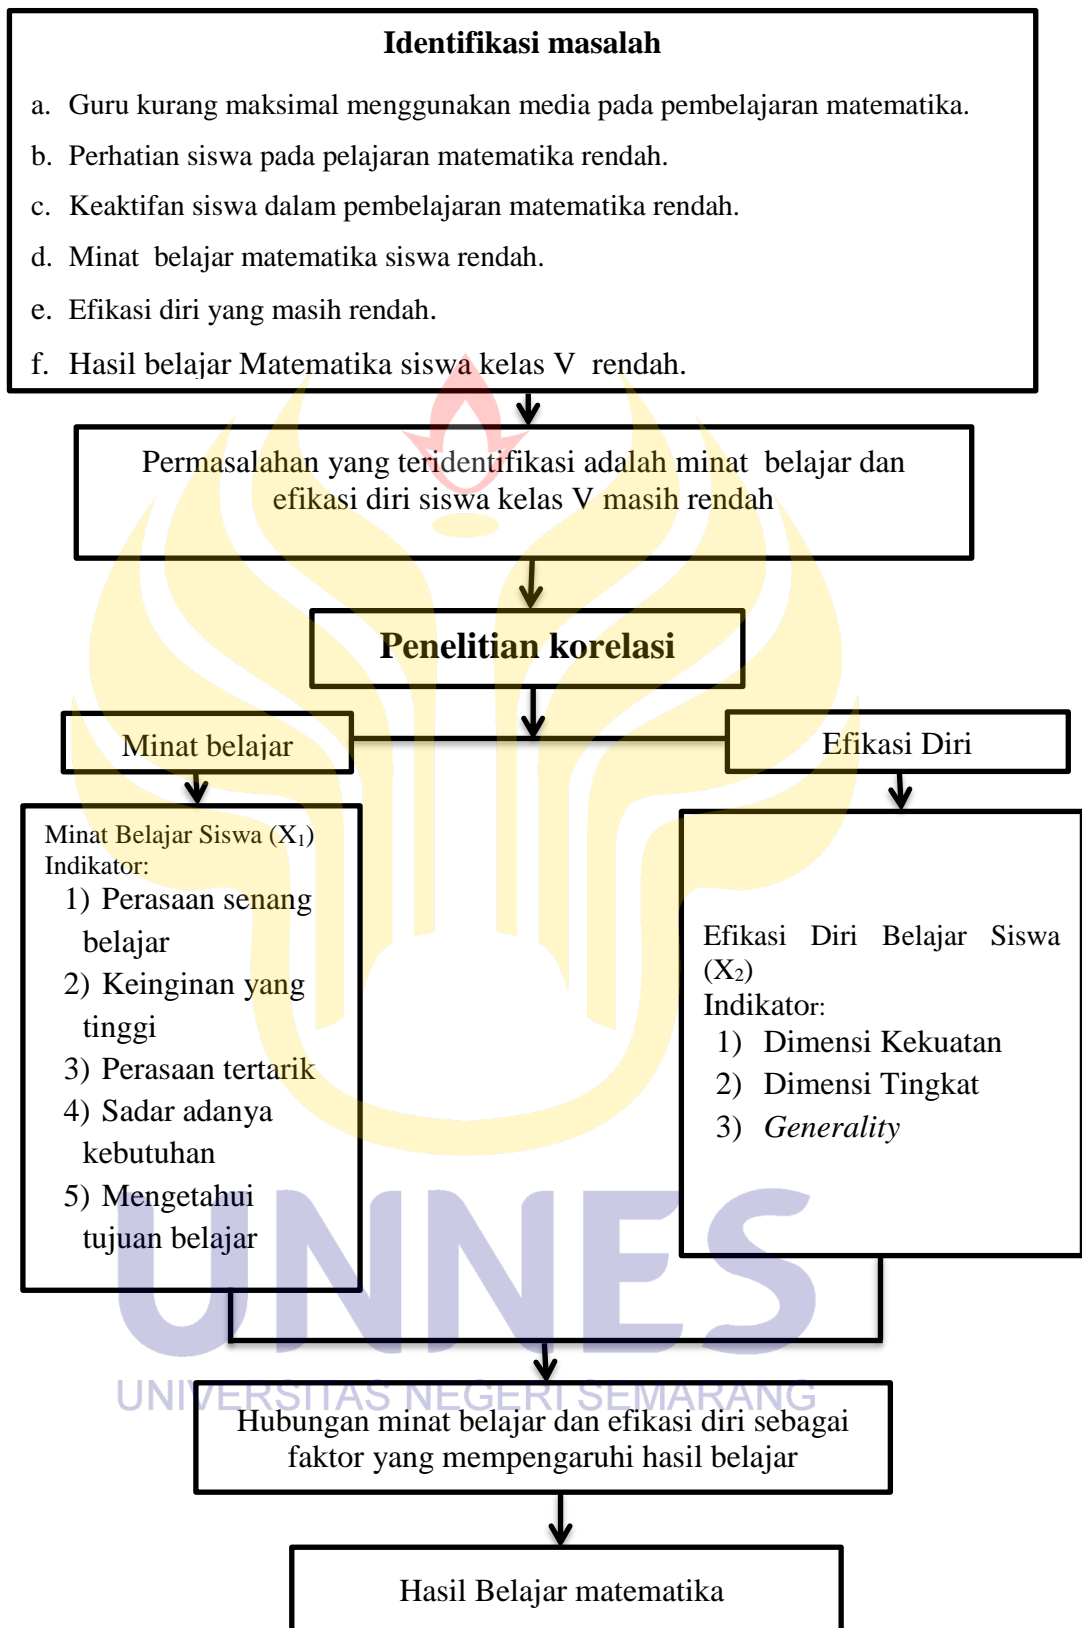 Identifikasi masalah
a. Guru kurang maksimal menggunakan media pada pembelajaran matematika.
b. Perhatian siswa pada pelajaran matematika rendah.
c. Keaktifan siswa dalam pembelajaran matematika rendah.
d. Minat belajar matematika siswa rendah.
e. Efikasi diri yang masih rendah.
f. Hasil belajar Matematika siswa kelas V rendah.
Permasalahan yang teridentifikasi adalah minat belajar dan
efikasi diri siswa kelas V masih rendah
Penelitian korelasi
Minat belajar
Efikasi Diri
Minat Belajar Siswa (X₁)
Indikator:
1) Perasaan senang
belajar
2) Keinginan yang
tinggi
3) Perasaan tertarik
4) Sadar adanya
kebutuhan
5) Mengetahui
tujuan belajar
Efikasi Diri Belajar Siswa
(X₂)
Indikator:
1) Dimensi Kekuatan
2) Dimensi Tingkat
3) Generality
UNNES
UNIVERSITAS NEGERI SEMARANG
Hubungan minat belajar dan efikasi diri sebagai
faktor yang mempengaruhi hasil belajar
Hasil Belajar matematika